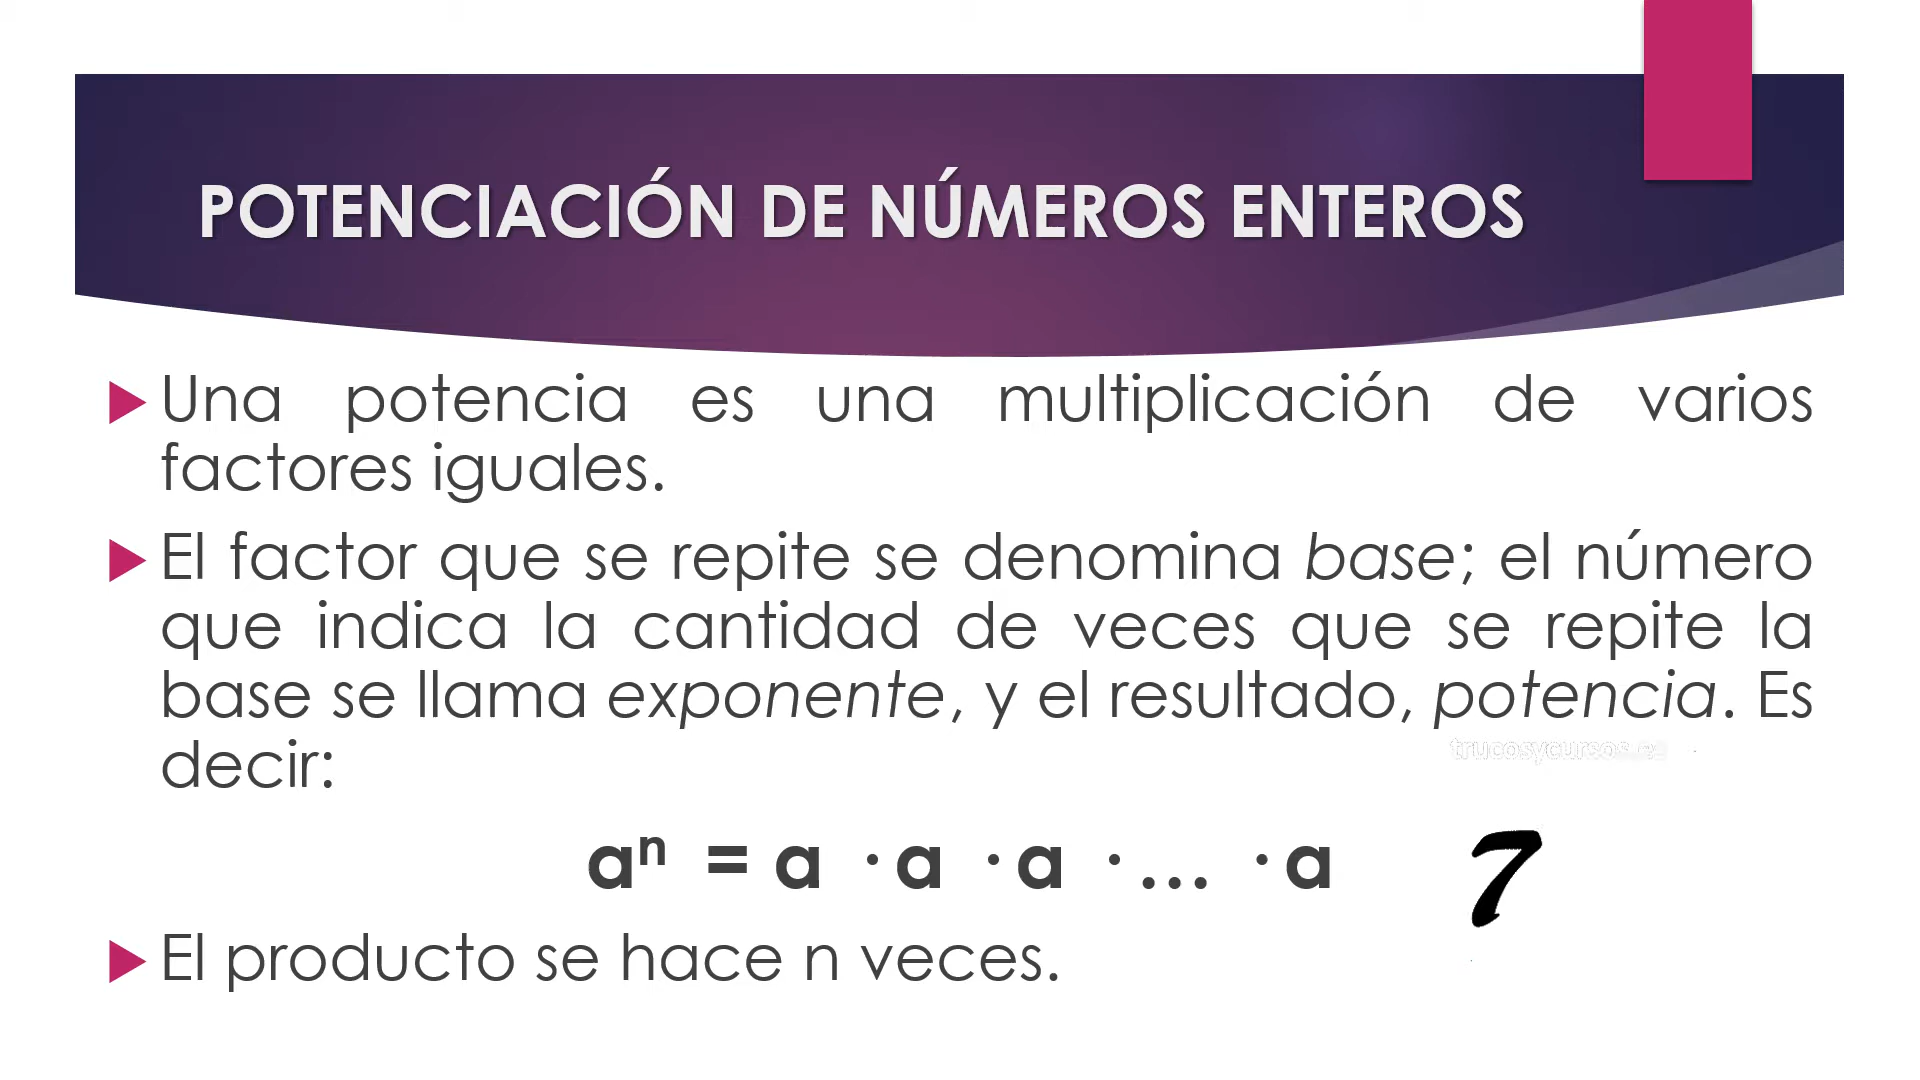 POTENCIACIÓN DE NÚMEROS ENTEROS
Una potencia es una multiplicación de varios
factores iguales.
El factor que se repite se denomina base; el número
que indica la cantidad de veces que se repite la
base se llama exponente, y el resultado, potencia. Es
decir:
trucosycursos.es
aⁿ = a · a · a · ... · a
7
El producto se hace n veces.